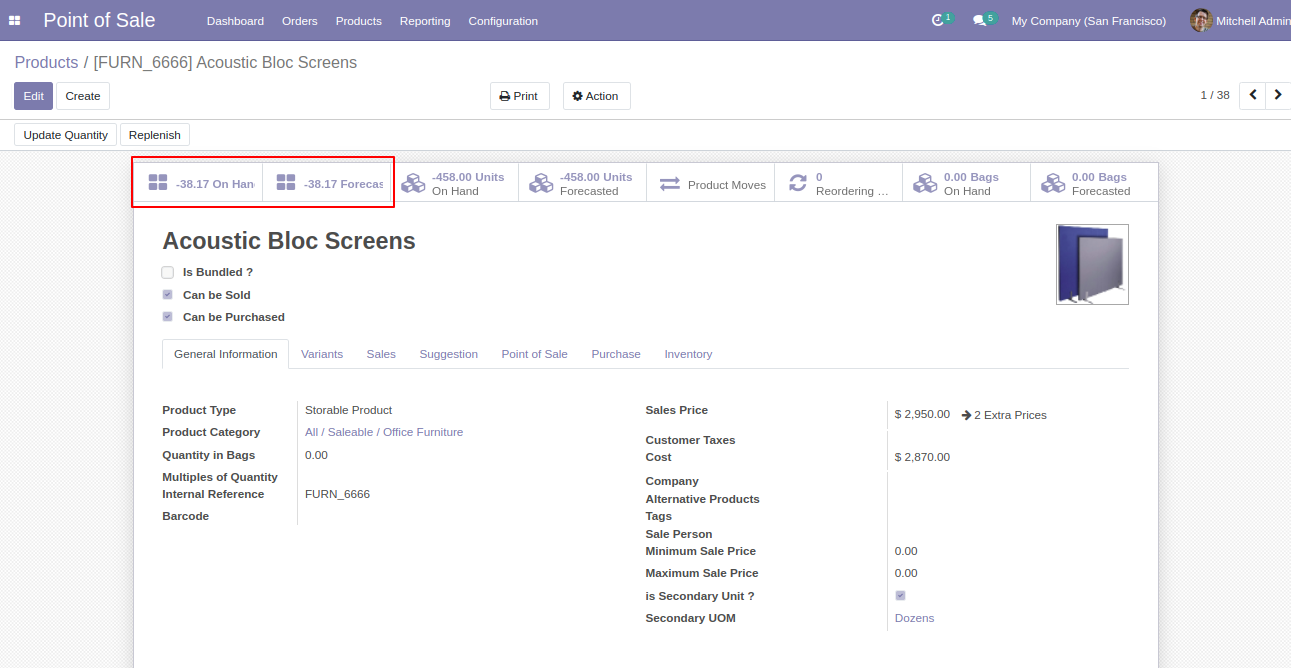 Point of Sale Dashboard Orders Products Reporting Configuration 1 5 My Company (San Francisco) Mitchell Admin
Products / [FURN_6666] Acoustic Bloc Screens
Edit Create Print Action 1 / 38
Update Quantity Replenish
-38.17 On Han
-38.17 Forecas
-458.00 Units
On Hand
-458.00 Units
Forecasted
Product Moves
0
Reordering ...
0.00 Bags
On Hand
0.00 Bags
Forecasted
Acoustic Bloc Screens
Is Bundled ?
Can be Sold
Can be Purchased
General Information Variants Sales Suggestion Point of Sale Purchase Inventory
Product Type Storable Product
Product Category All / Saleable / Office Furniture
Quantity in Bags 0.00
Multiples of Quantity
Internal Reference FURN_6666
Barcode
Sales Price $ 2,950.00 2 Extra Prices
Customer Taxes
Cost $ 2,870.00
Company
Alternative Products
Tags
Sale Person
Minimum Sale Price 0.00
Maximum Sale Price 0.00
is Secondary Unit ?
Secondary UOM Dozens